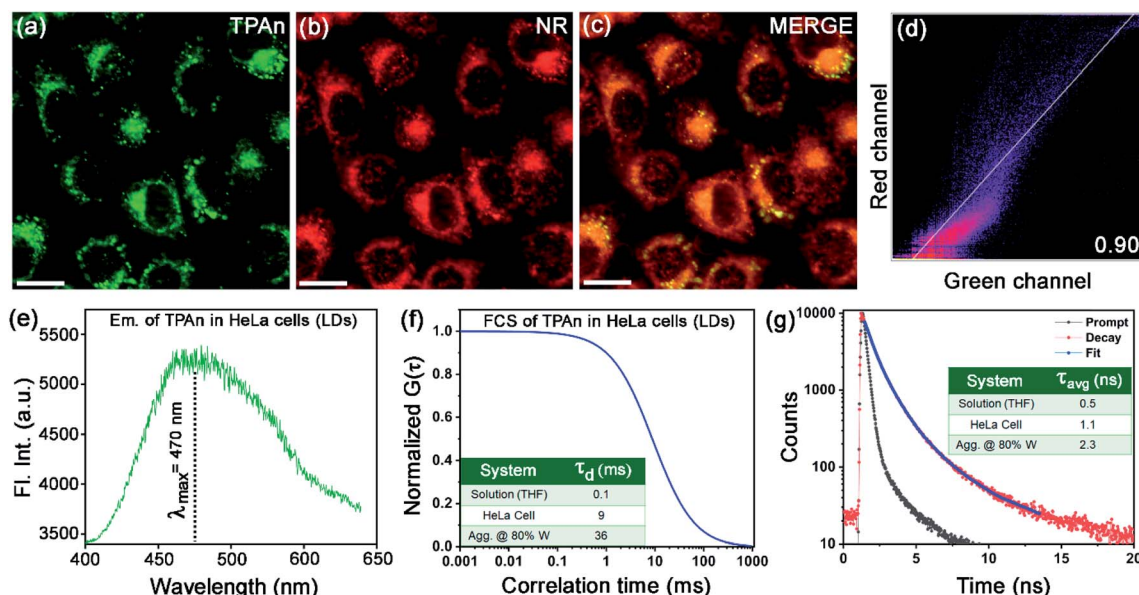 (a) TPAn
(b) NR
(c) MERGE
(d)
Red channel
0.90
Green channel
(e)
Em. of TPAn in HeLa cells (LDs)
5500
5000
4500
4000
3500
Fl. Int. (a.u.)
λmax= 470 nm
400 450 500 550 600 650
Wavelength (nm)
(f)
FCS of TPAn in HeLa cells (LDs)
1.0
0.8
0.6
0.4
0.2
0.0
Normalized G(τ)
System τd (ms)
Solution (THF) 0.1
HeLa Cell 9
Agg. @ 80% W 36
0.001 0.01 0.1 1 10 100 1000
Correlation time (ms)
(g)
10000
1000
100
10
Counts
Prompt
Decay
Fit
System τavg (ns)
Solution (THF) 0.5
HeLa Cell 1.1
Agg. @ 80% W 2.3
0 5 10 15 20
Time (ns)